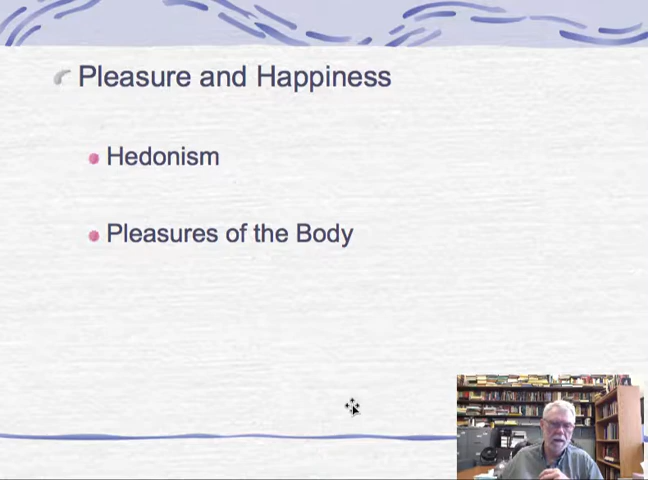 Pleasure and Happiness
Hedonism
Pleasures of the Body